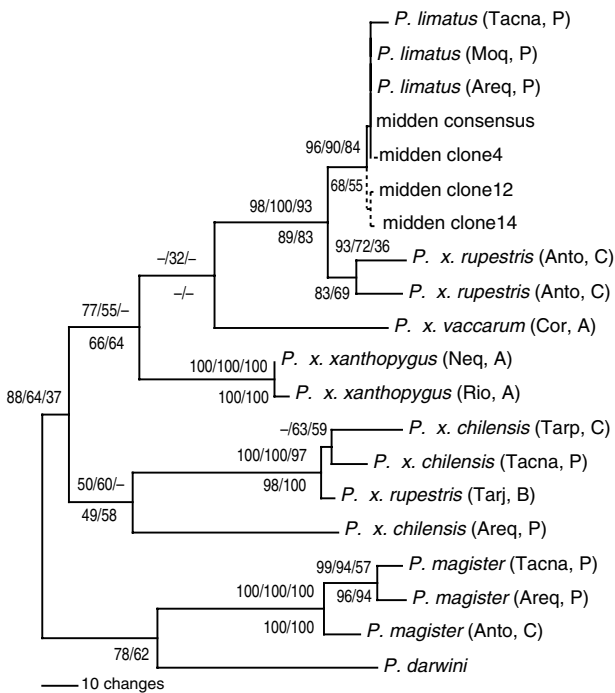 P. limatus (Tacna, P)
P. limatus (Moq, P)
P. limatus (Areq, P)
midden consensus
96/90/84
midden clone4
68/55
midden clone12
98/100/93
midden clone14
89/83
93/72/36
P. x. rupestris (Anto, C)
–/32/–
83/69
P. x. rupestris (Anto, C)
–/–
77/55/–
P. x. vaccarum (Cor, A)
66/64
100/100/100
P. x. xanthopygus (Neq, A)
88/64/37
100/100
P. x. xanthopygus (Rio, A)
–/63/59
P. x. chilensis (Tarp, C)
100/100/97
P. x. chilensis (Tacna, P)
50/60/–
98/100
P. x. rupestris (Tarj, B)
49/58
P. x. chilensis (Areq, P)
99/94/57
P. magister (Tacna, P)
100/100/100
96/94
P. magister (Areq, P)
100/100
P. magister (Anto, C)
78/62
P. darwini
10 changes